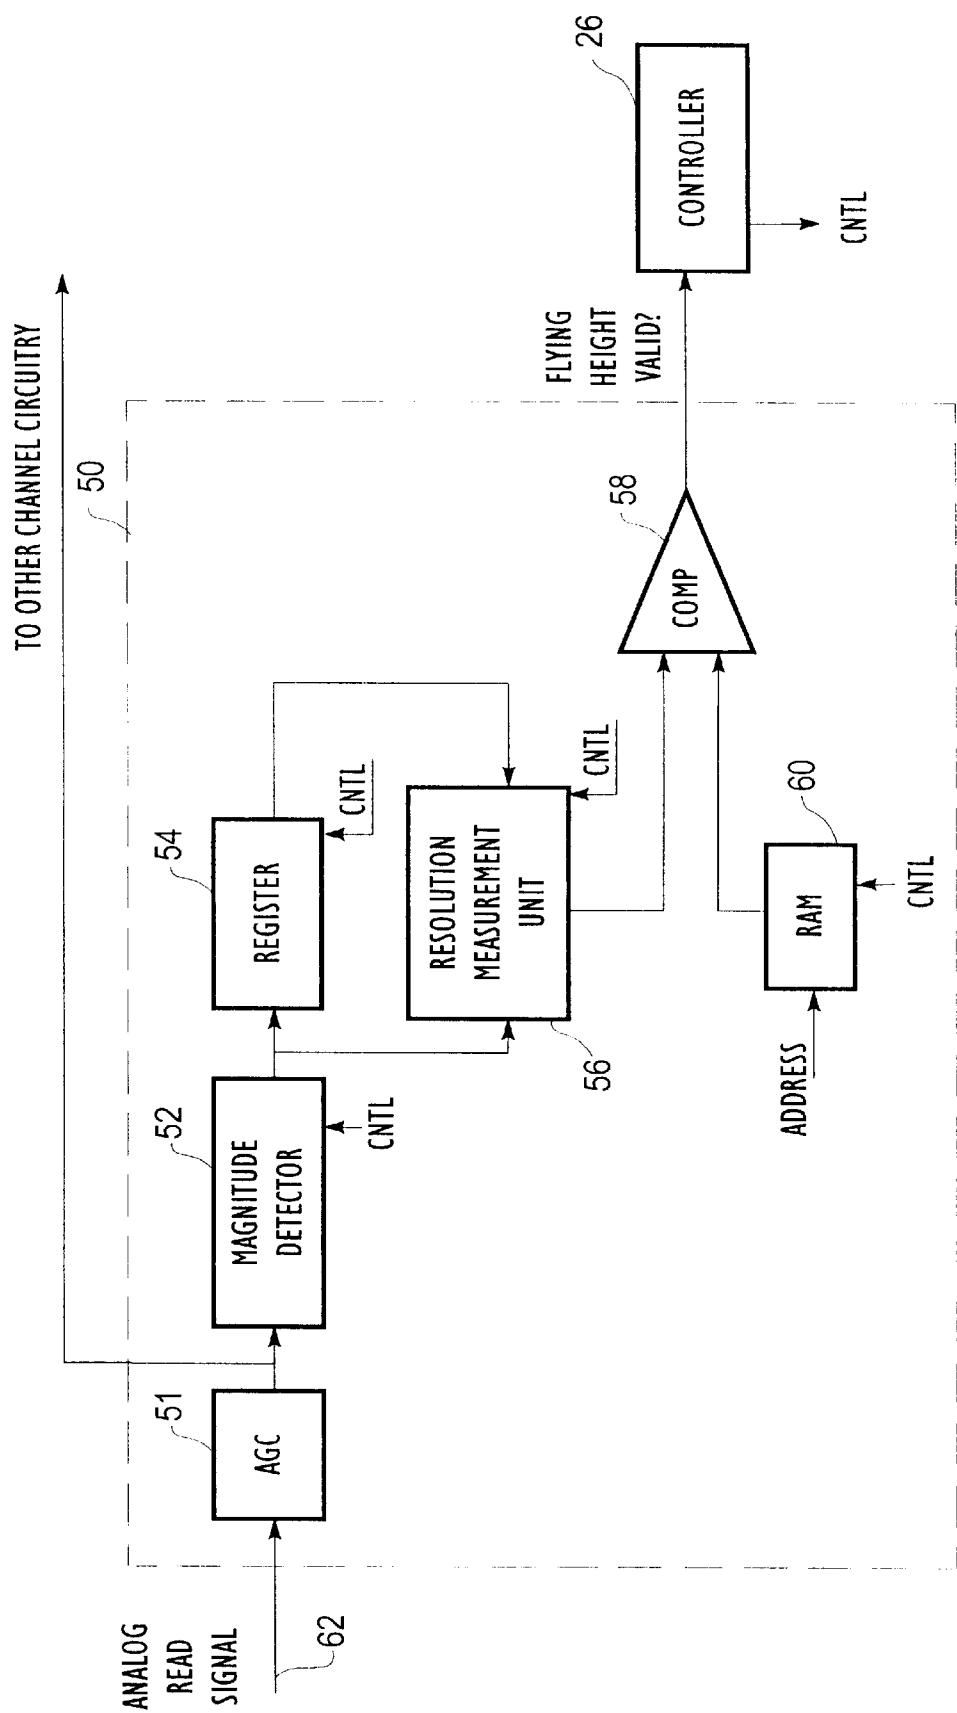 TO OTHER CHANNEL CIRCUITRY
50
ANALOG
READ
SIGNAL
62
AGC
51
MAGNITUDE
DETECTOR
52
CNTL
REGISTER
54
CNTL
RESOLUTION
MEASUREMENT
UNIT
56
CNTL
ADDRESS
RAM
60
CNTL
COMP
58
FLYING
HEIGHT
VALID?
CONTROLLER
26
CNTL